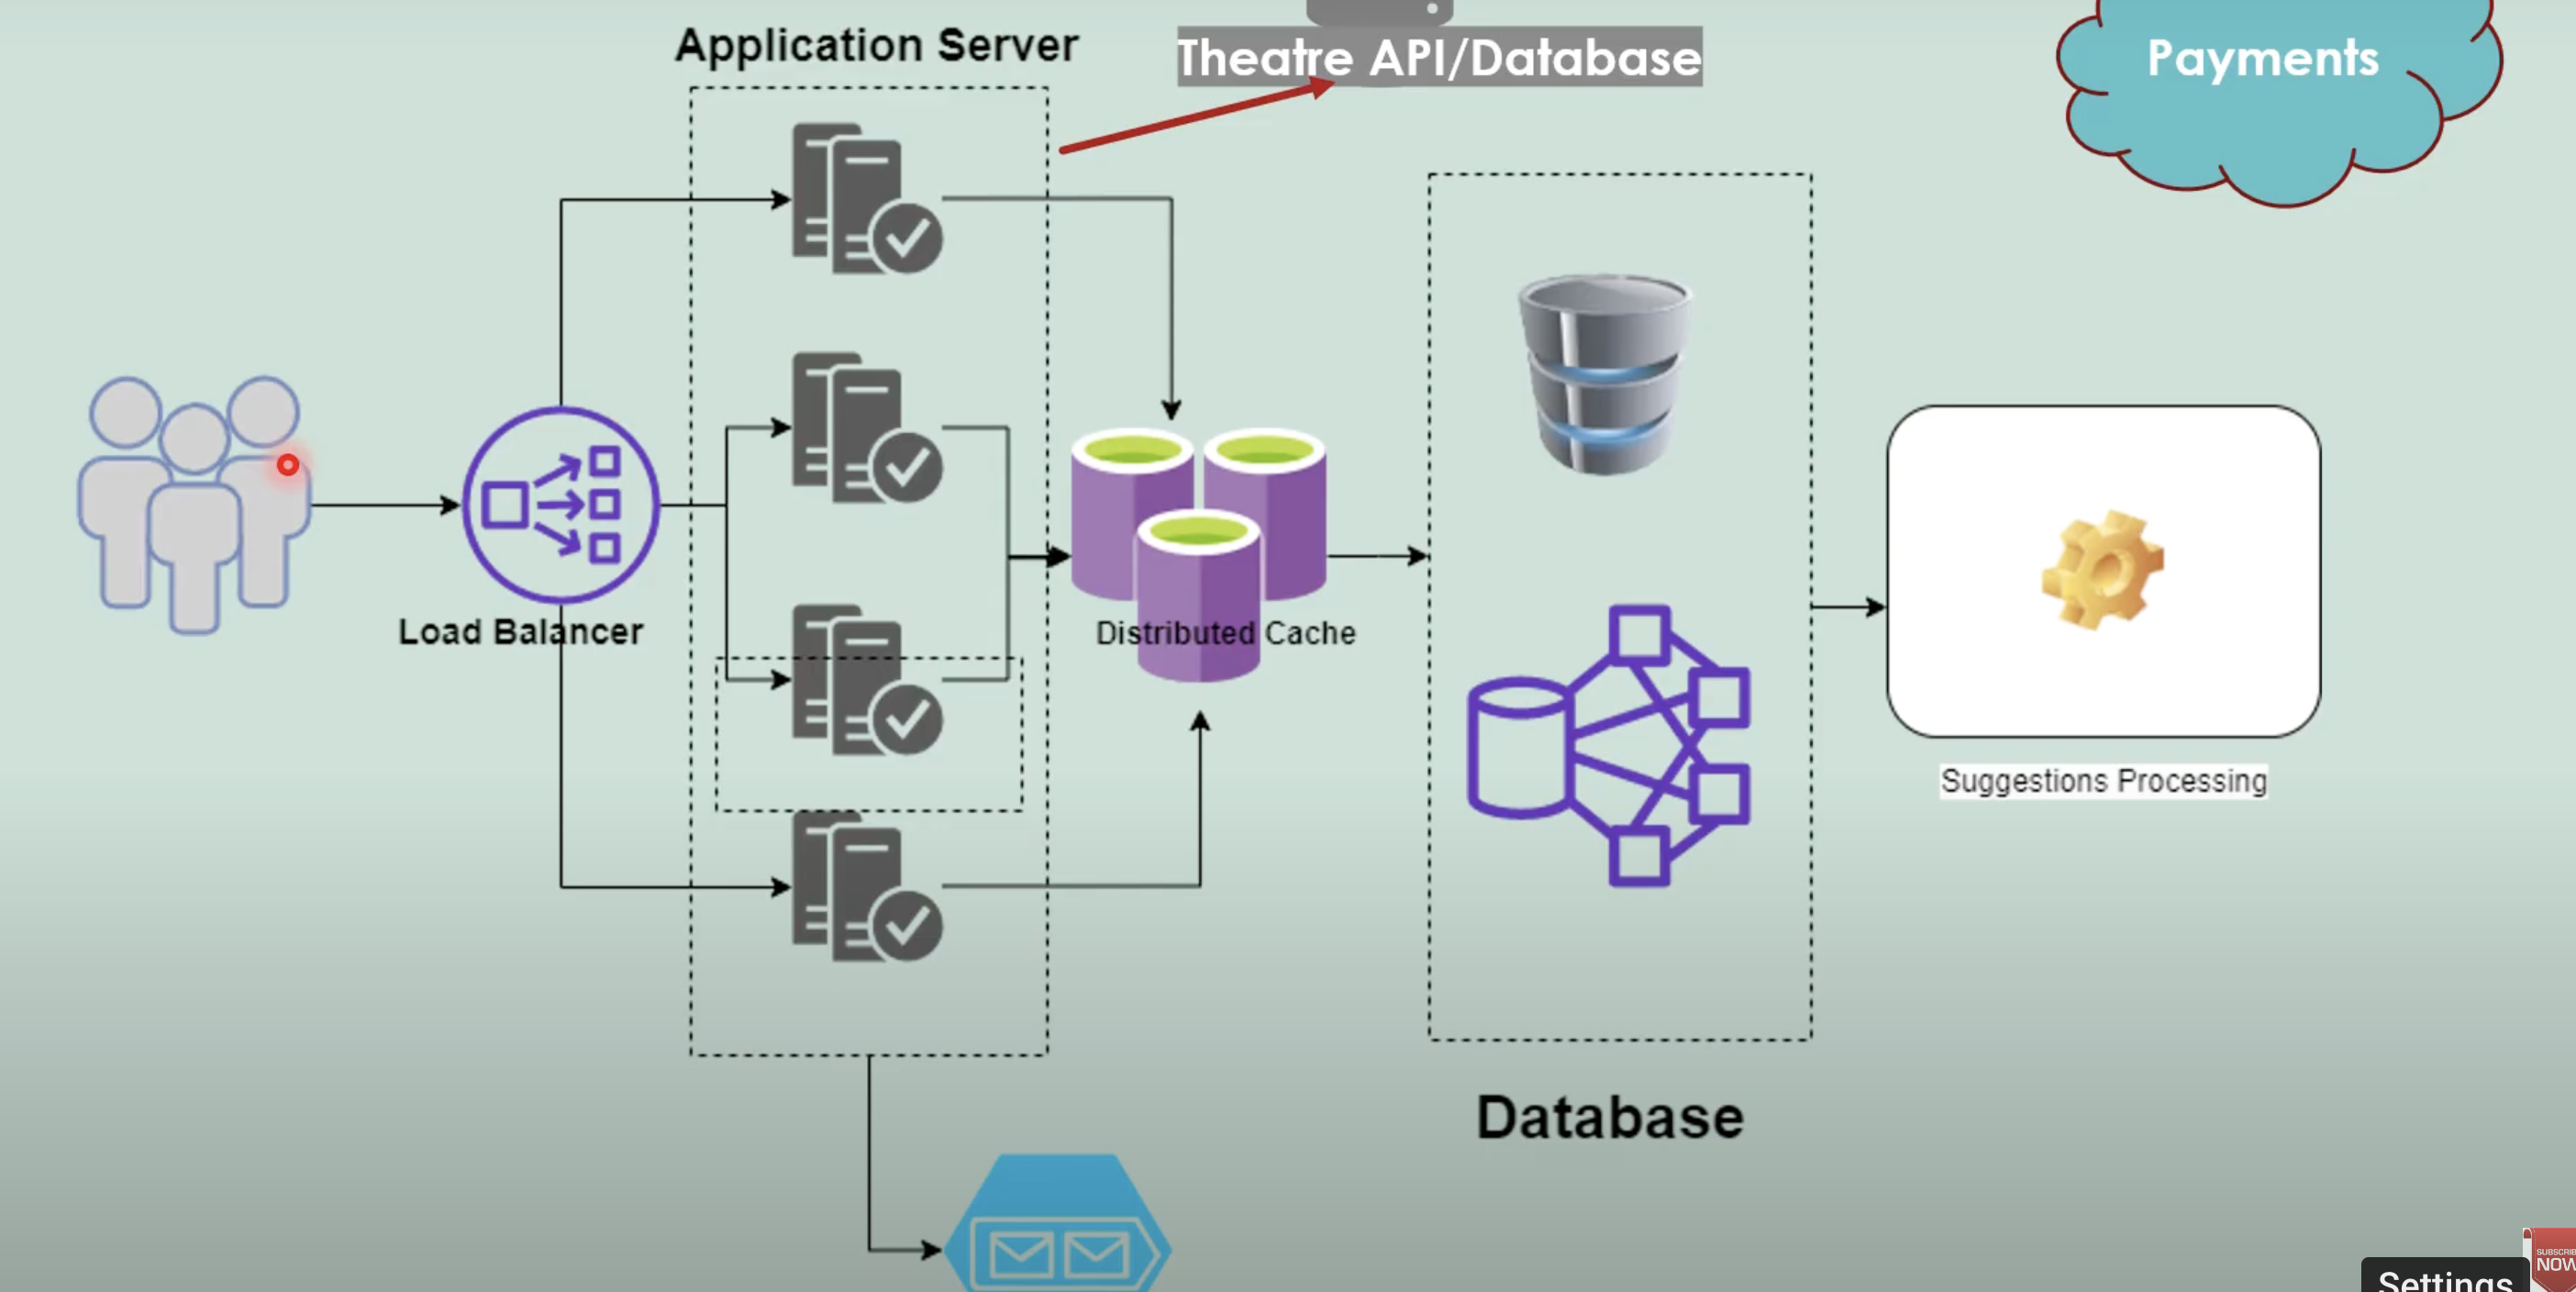 Application Server
Theatre API/Database
Payments
Load Balancer
Distributed Cache
Suggestions Processing
Database
SUBSCRIBE
NOW
Settings